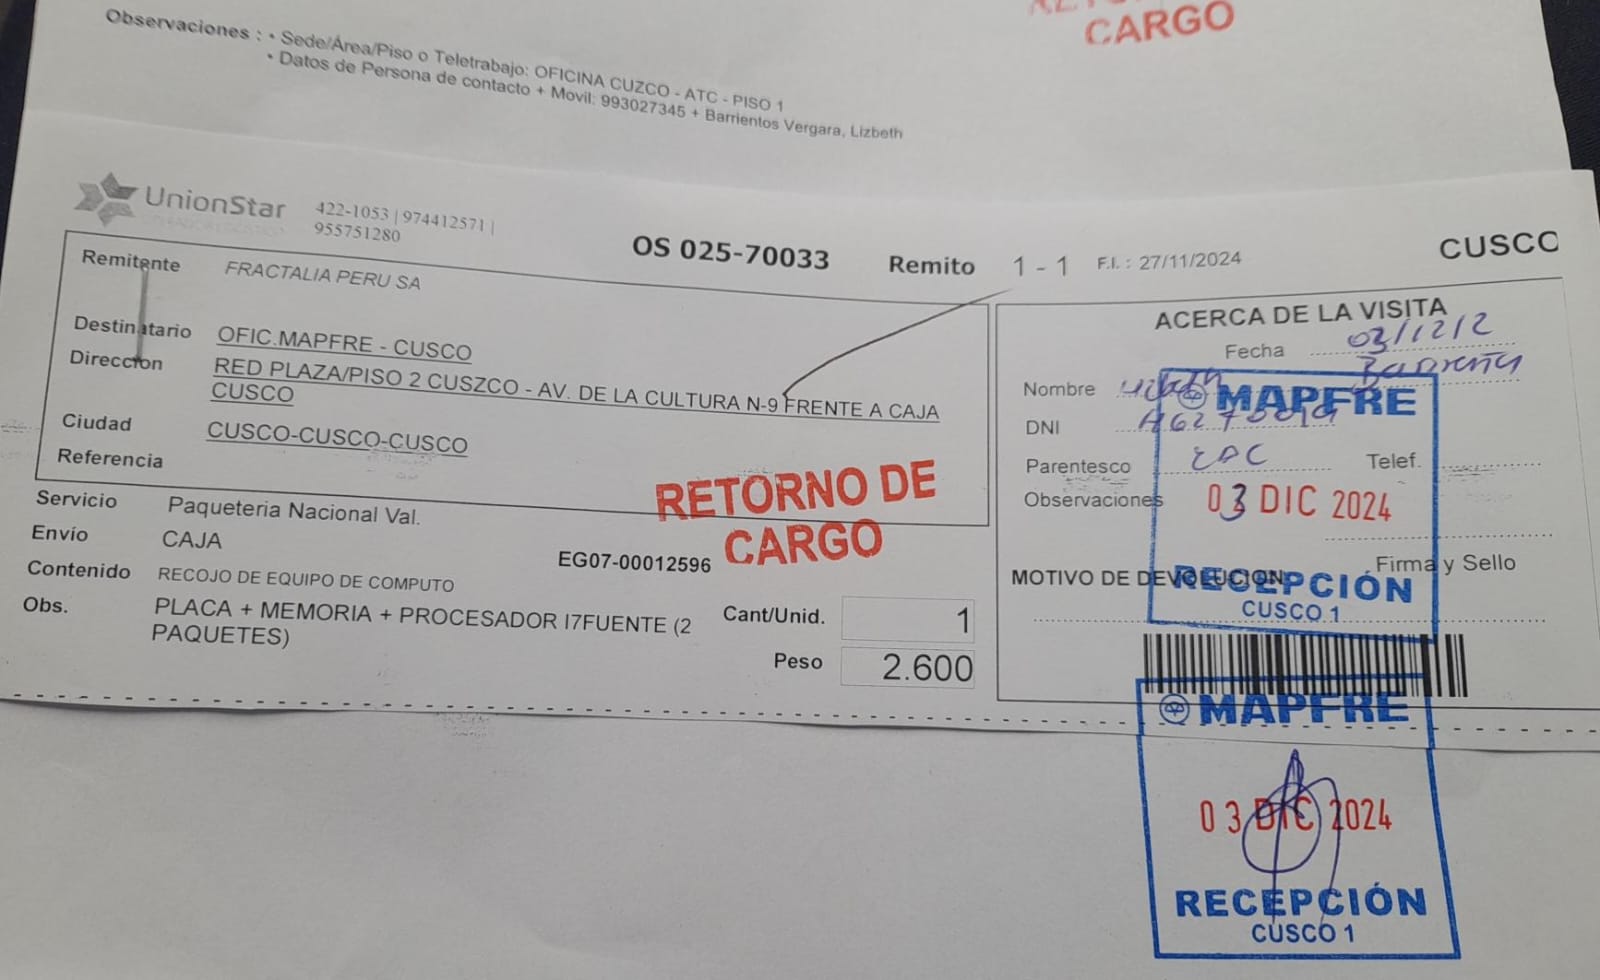 CARGO
Observaciones : • Sede/Área/Piso o Teletrabajo: OFICINA CUZCO - ATC - PISO 1
• Datos de Persona de contacto + Movil: 993027345 + Barrientos Vergara, Lizbeth
UnionStar
422-1053 | 974412571 |
955751280
OS 025-70033
Remito 1 - 1
F.I. : 27/11/2024
CUSCO
Remitente FRACTALIA PERU SA
Destinatario OFIC.MAPFRE - CUSCO
Direccion RED PLAZA/PISO 2 CUSZCO - AV. DE LA CULTURA N-9 FRENTE A CAJA
CUSCO
Ciudad CUSCO-CUSCO-CUSCO
Referencia
RETORNO DE
CARGO
Servicio Paqueteria Nacional Val.
Envío CAJA
EG07-00012596
Contenido RECOJO DE EQUIPO DE COMPUTO
Obs. PLACA + MEMORIA + PROCESADOR I7FUENTE (2
PAQUETES)
Cant/Unid. 1
Peso 2.600
ACERCA DE LA VISITA
Fecha 03/12/2
Nombre
MAPFRE
DNI
Parentesco
Telef.
Observaciones
03 DIC 2024
Firma y Sello
MOTIVO DE DEVOLUCION
RECEPCIÓN
CUSCO 1
MAPFRE
03 DIC 2024
RECEPCIÓN
CUSCO 1